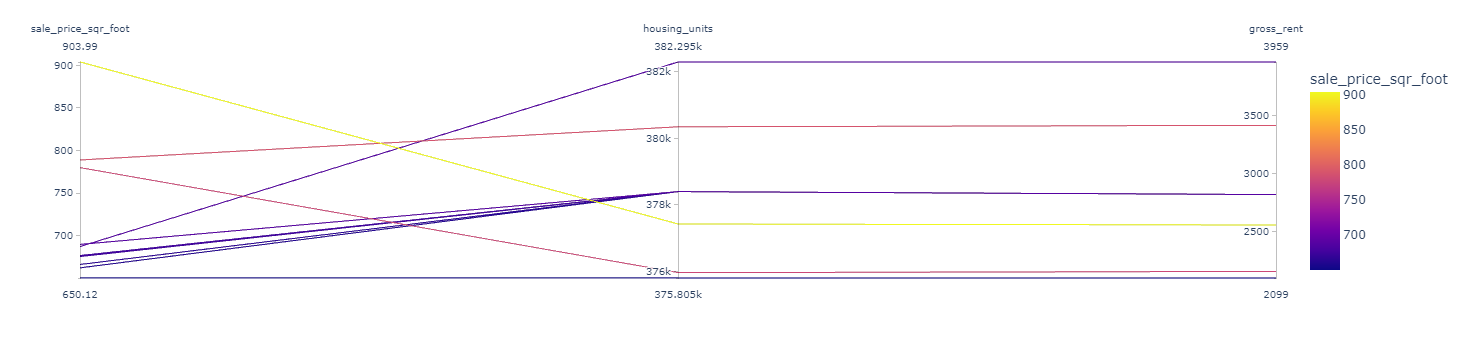 sale_price_sqr_foot
903.99
900
850
800
750
700
650.12
housing_units
382.295k
382k
380k
378k
376k
375.805k
gross_rent
3959
3500
3000
2500
2099
sale_price_sqr_foot
900
850
800
750
700